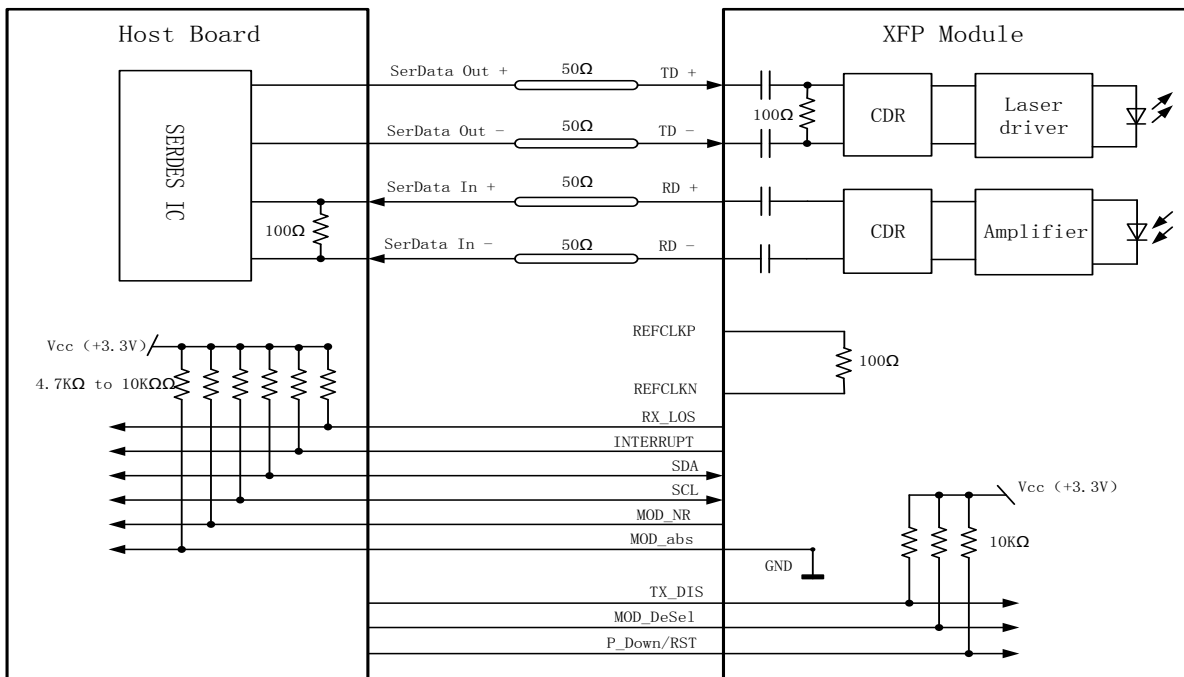 Host Board
XFP Module
SERDES IC
SerData Out +
50Ω
TD +
SerData Out -
50Ω
TD -
100Ω
CDR
Laser
driver
SerData In +
50Ω
RD +
100Ω
SerData In -
50Ω
RD -
CDR
Amplifier
Vcc (+3.3V)
4.7KΩ to 10KΩΩ
REFCLKP
100Ω
REFCLKN
RX_LOS
INTERRUPT
SDA
SCL
MOD_NR
MOD_abs
GND
Vcc (+3.3V)
10KΩ
TX_DIS
MOD_DeSel
P_Down/RST